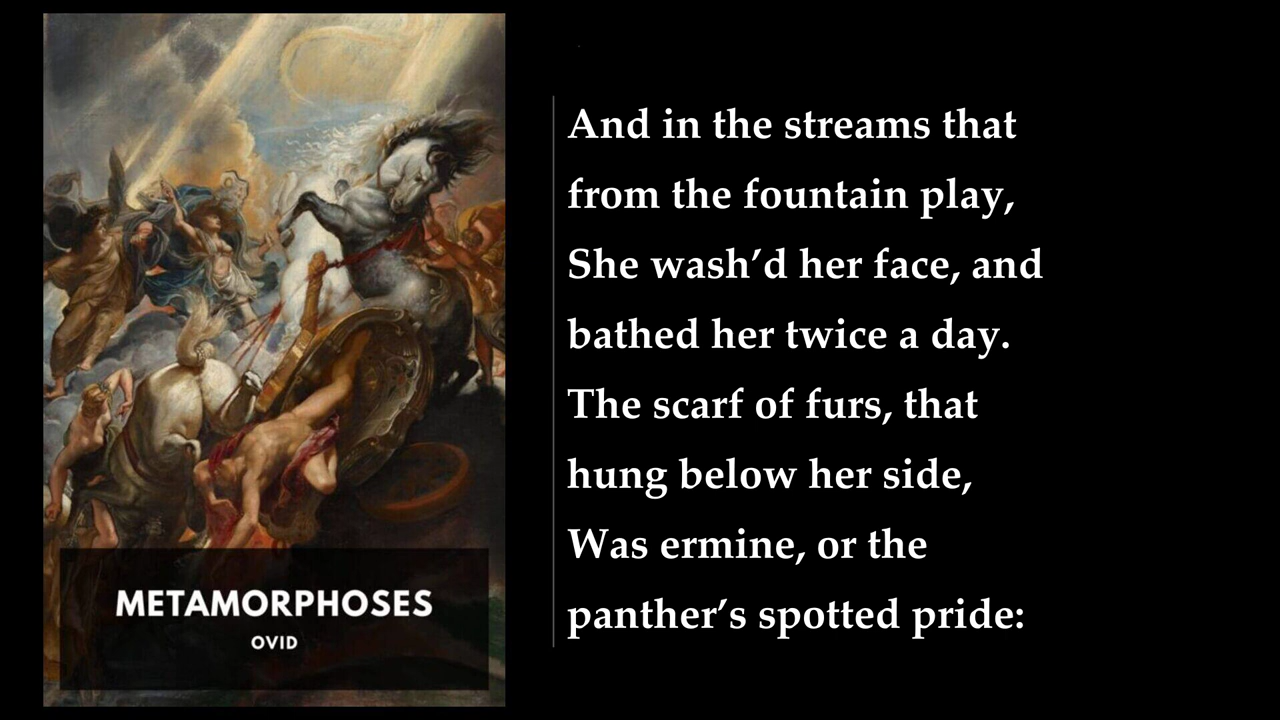 METAMORPHOSES
OVID
And in the streams that
from the fountain play,
She wash’d her face, and
bathed her twice a day.
The scarf of furs, that
hung below her side,
Was ermine, or the
panther’s spotted pride: